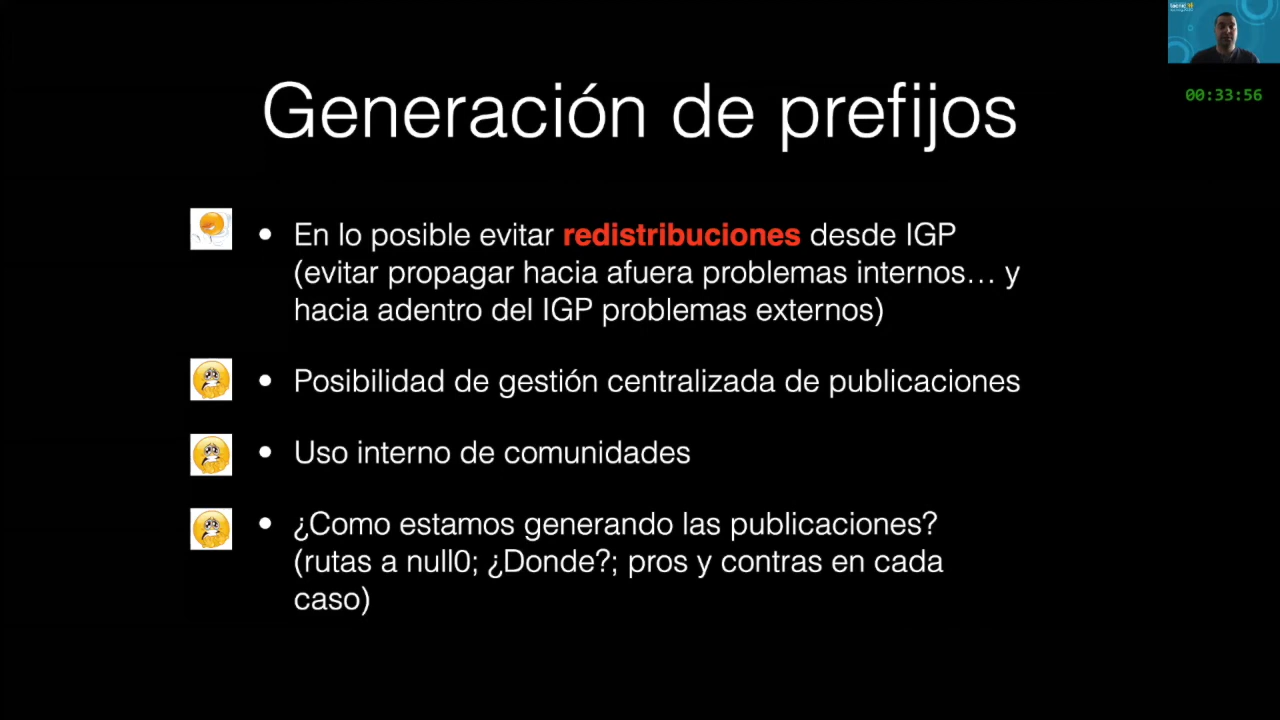 00:33:56
Generación de prefijos
• En lo posible evitar redistribuciones desde IGP
(evitar propagar hacia afuera problemas internos… y
hacia adentro del IGP problemas externos)
• Posibilidad de gestión centralizada de publicaciones
• Uso interno de comunidades
• ¿Como estamos generando las publicaciones?
(rutas a null0; ¿Donde?; pros y contras en cada
caso)